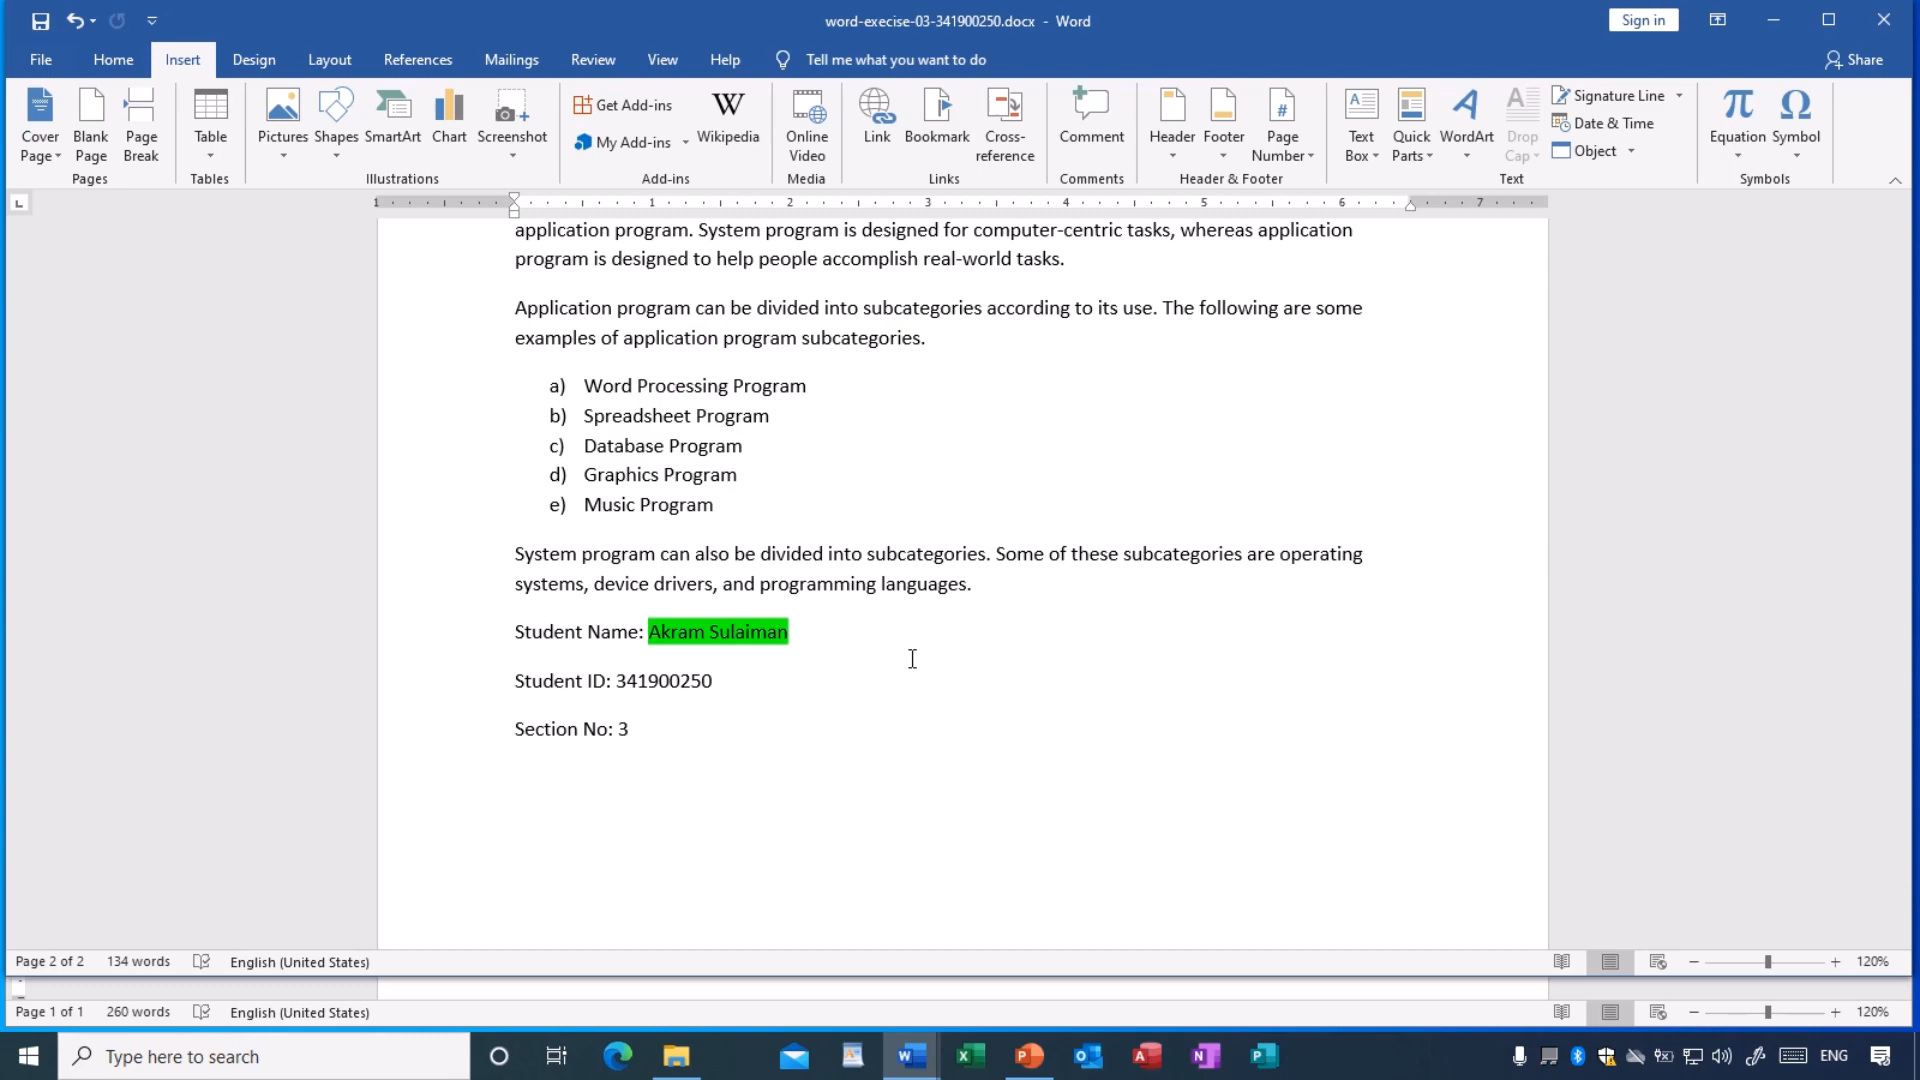 word-execise-03-341900250.docx - Word
Sign in
File Home Insert Design Layout References Mailings Review View Help Tell me what you want to do Share
Cover Page
Blank Page
Page Break
Pages
Table
Tables
Pictures Shapes SmartArt Chart Screenshot
Illustrations
Get Add-ins
My Add-ins
Wikipedia
Add-ins
Online Video
Media
Link Bookmark Cross-reference
Links
Comment
Comments
Header Footer Page Number
Header & Footer
Text Box
Quick Parts
WordArt
Drop Cap
Signature Line
Date & Time
Object
Text
Equation Symbol
Symbols
1 1 2 3 4 5 6 7
application program. System program is designed for computer-centric tasks, whereas application
program is designed to help people accomplish real-world tasks.
Application program can be divided into subcategories according to its use. The following are some
examples of application program subcategories.
a) Word Processing Program
b) Spreadsheet Program
c) Database Program
d) Graphics Program
e) Music Program
System program can also be divided into subcategories. Some of these subcategories are operating
systems, device drivers, and programming languages.
Student Name: Akram Sulaiman
Student ID: 341900250
Section No: 3
Page 2 of 2 134 words English (United States) 120%
Page 1 of 1 260 words English (United States) 120%
Type here to search
ENG